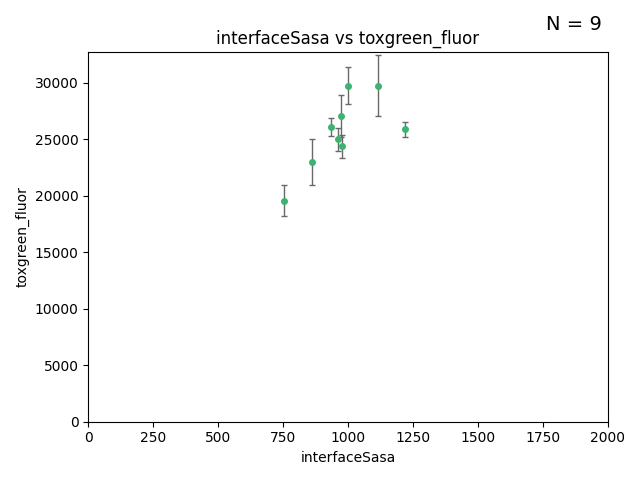 N = 9
interfaceSasa vs toxgreen_fluor
30000
25000
20000
15000
10000
5000
0
toxgreen_fluor
0 250 500 750 1000 1250 1500 1750 2000
interfaceSasa